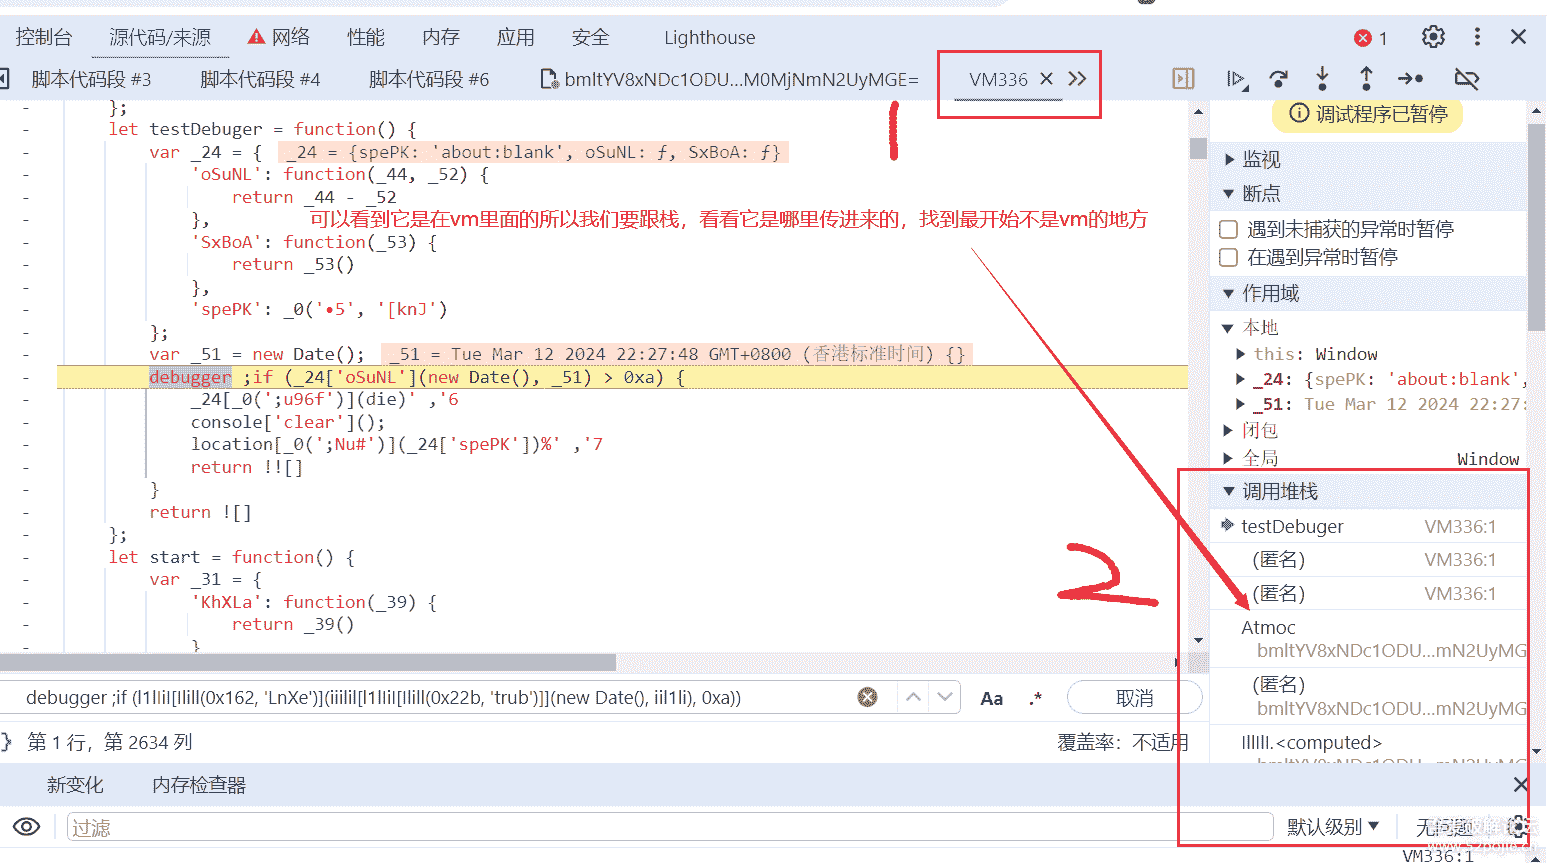 控制台 源代码/来源 网络 性能 内存 应用 安全 Lighthouse 1
脚本代码段 #3 脚本代码段 #4 脚本代码段 #6 bmltYV8xNDc1ODU...M0MjNmN2UyMGE= VM336
};
let testDebuger = function() {
var _24 = { _24 = {spePK: 'about:blank', oSuNL: ƒ, SxBoA: ƒ}
'oSuNL': function(_44, _52) {
return _44 - _52
},
可以看到它是在vm里面的所以我们要跟栈，看看它是哪里传进来的，找到最开始不是vm的地方
'SxBoA': function(_53) {
return _53()
},
'spePK': _0('•5', '[knJ')
};
var _51 = new Date(); _51 = Tue Mar 12 2024 22:27:48 GMT+0800 (香港标准时间) {}
debugger ;if (_24['oSuNL'](new Date(), _51) > 0xa) {
_24[_0(';u96f')](die)' ,'6
console['clear']();
location[_0(';Nu#')](_24['spePK'])%' ,'7
return !![]
}
return ![]
};
let start = function() {
var _31 = {
'KhXLa': function(_39) {
return _39()
}
1
2
调试程序已暂停
监视
断点
遇到未捕获的异常时暂停
在遇到异常时暂停
作用域
本地
this: Window
_24: {spePK: 'about:blank',
_51: Tue Mar 12 2024 22:27:
闭包
全局 Window
调用堆栈
testDebuger VM336:1
(匿名) VM336:1
(匿名) VM336:1
Atmoc
bmltYV8xNDc1ODU...mN2UyMG
(匿名)
bmltYV8xNDc1ODU...mN2UyMG
IllIlI.<computed>
debugger ;if (l1lIil[Ilill(0x162, 'LnXe')](iiilil[l1lIii[Ilill(0x22b, 'trub')]](new Date(), iil1li), 0xa))
Aa .* 取消
{} 第 1 行，第 2634 列 覆盖率：不适用
新变化 内存检查器
过滤 默认级别 无问题
VM336:1